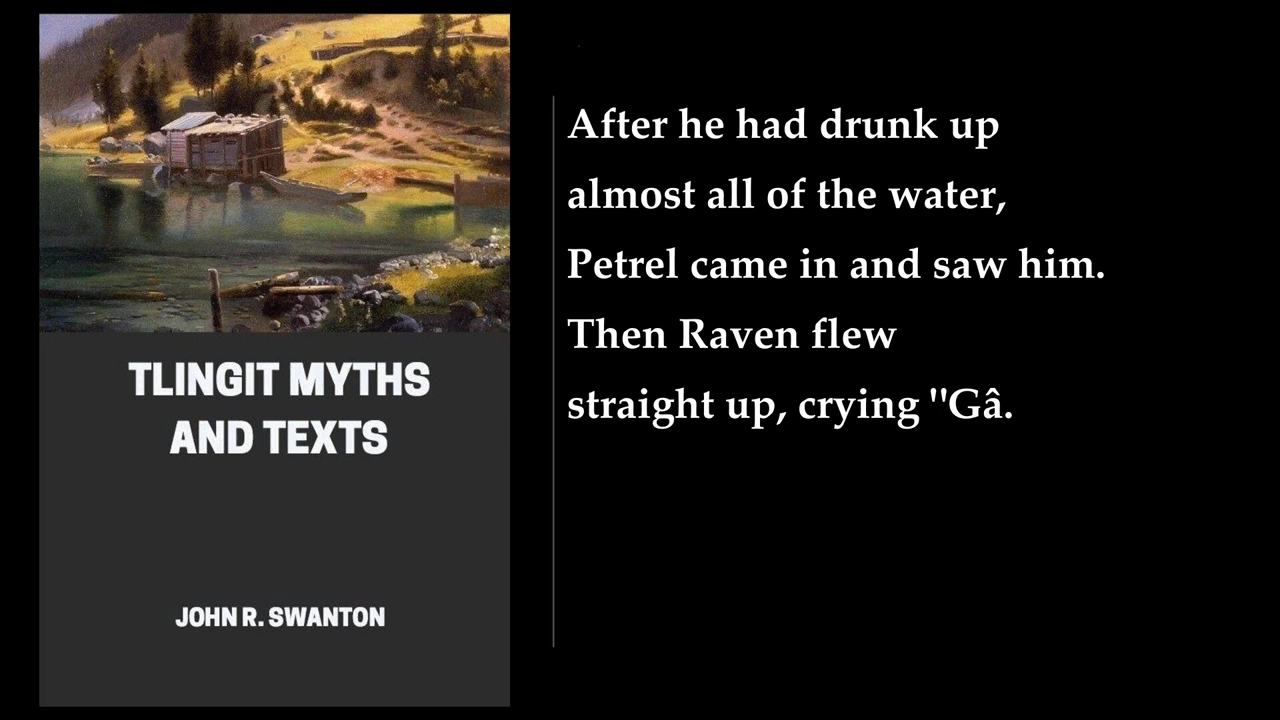 TLINGIT MYTHS
AND TEXTS
JOHN R. SWANTON
After he had drunk up
almost all of the water,
Petrel came in and saw him.
Then Raven flew
straight up, crying "Gâ.